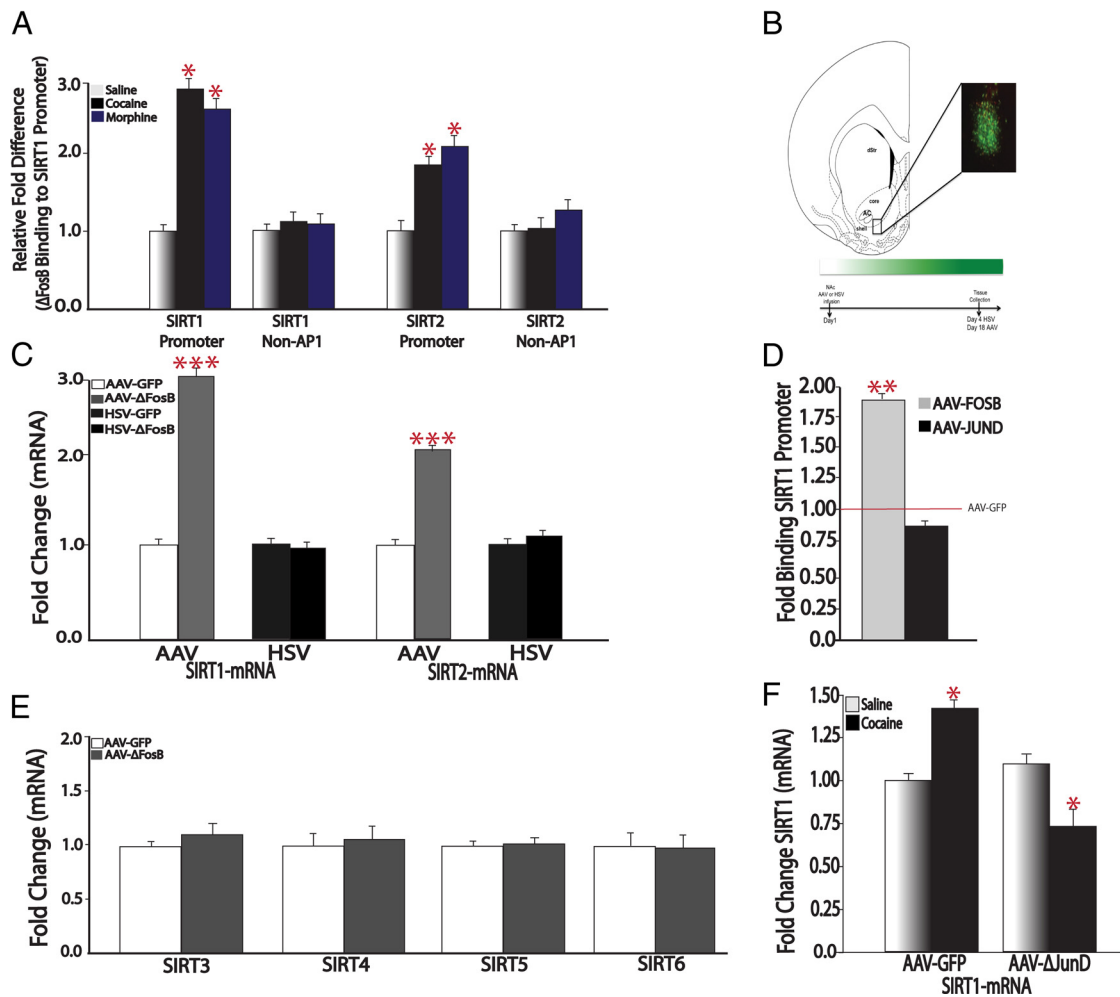 A
Relative Fold Difference
(ΔFosB Binding to SIRT1 Promoter)
3.0
2.0
1.0
0.0
Saline
Cocaine
Morphine
*
*
*
*
SIRT1
Promoter
SIRT1
Non-AP1
SIRT2
Promoter
SIRT2
Non-AP1
B
dStr
core
AC
shell
NAc
AAV or HSV
infusion
Day1
Tissue
Collection
Day 4 HSV
Day 18 AAV
C
Fold Change (mRNA)
3.0
2.0
1.0
0.0
AAV-GFP
AAV-ΔFosB
HSV-GFP
HSV-ΔFosB
***
***
AAV
HSV
AAV
HSV
SIRT1-mRNA
SIRT2-mRNA
D
Fold Binding SIRT1 Promoter
2.00
1.50
1.00
0.75
0.50
0.25
0.00
**
AAV-FOSB
AAV-JUND
AAV-GFP
E
Fold Change (mRNA)
2.0
1.5
1.0
0.5
0.0
AAV-GFP
AAV-ΔFosB
SIRT3
SIRT4
SIRT5
SIRT6
F
Fold Change SIRT1 (mRNA)
1.50
1.25
1.00
0.75
0.50
0.25
0.0
Saline
Cocaine
*
*
AAV-GFP
AAV-ΔJunD
SIRT1-mRNA